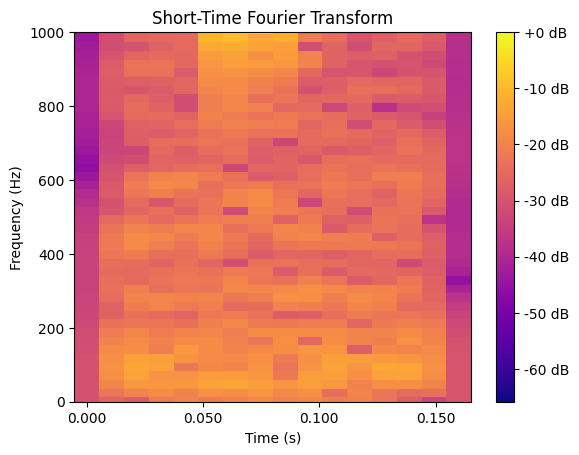 Short-Time Fourier Transform
1000
800
600
400
200
0
Frequency (Hz)
0.000
0.050
0.100
0.150
Time (s)
+0 dB
-10 dB
-20 dB
-30 dB
-40 dB
-50 dB
-60 dB